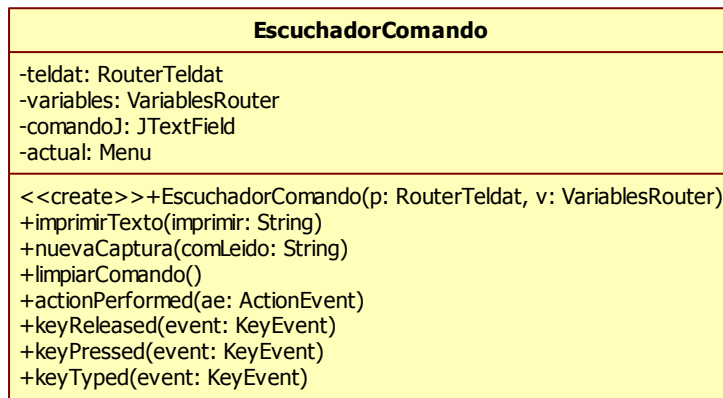 EscuchadorComando
-teldat: RouterTeldat
-variables: VariablesRouter
-comandoJ: JTextField
-actual: Menu
<<create>>+EscuchadorComando(p: RouterTeldat, v: VariablesRouter)
+imprimirTexto(imprimir: String)
+nuevaCaptura(comLeido: String)
+limpiarComando()
+actionPerformed(ae: ActionEvent)
+keyReleased(event: KeyEvent)
+keyPressed(event: KeyEvent)
+keyTyped(event: KeyEvent)